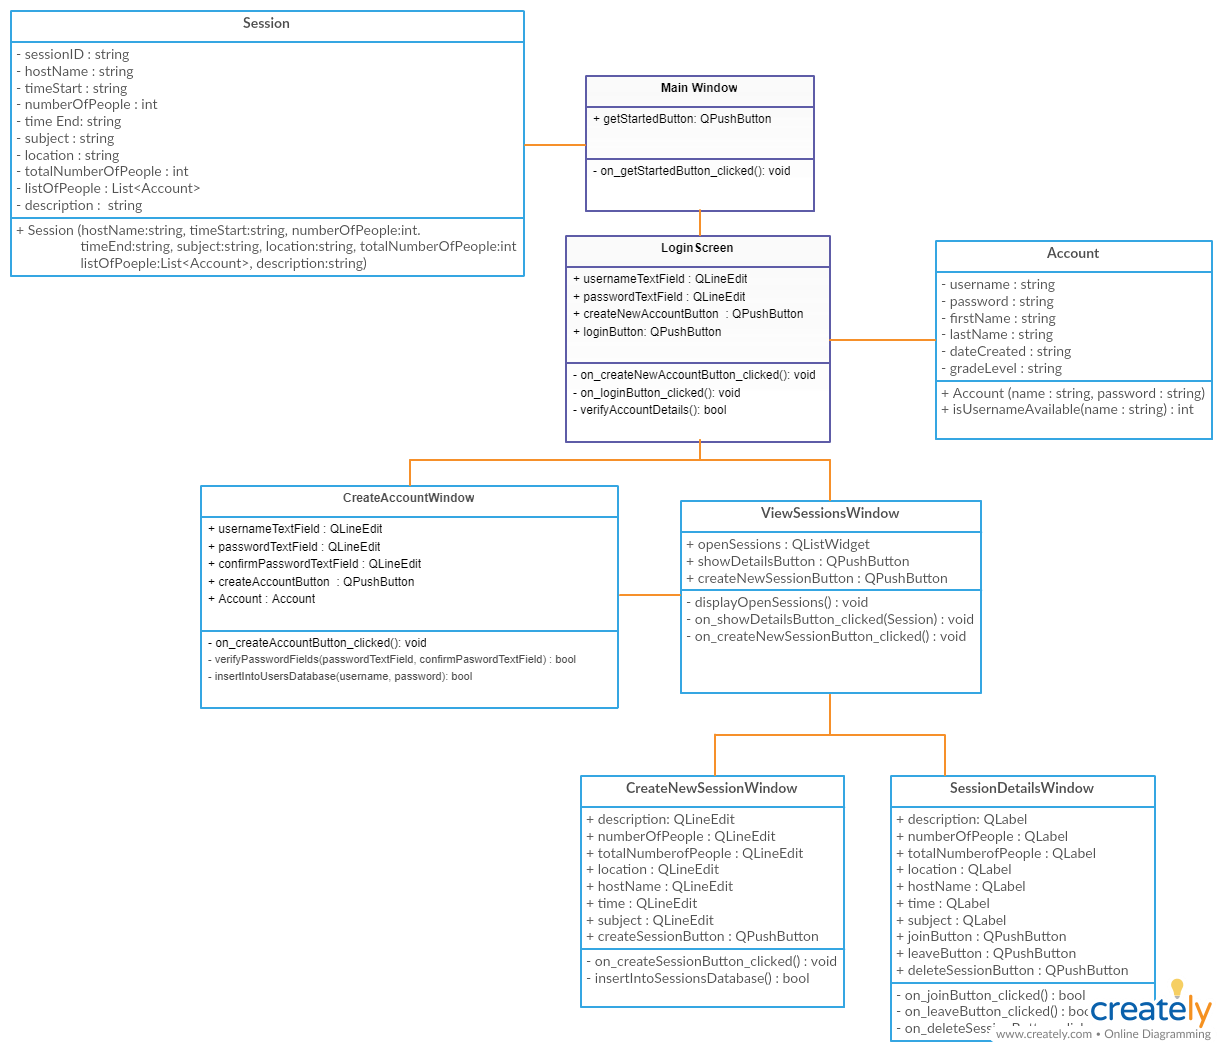 Session
- sessionID : string
- hostName : string
- timeStart : string
- numberOfPeople : int
- time End: string
- subject : string
- location : string
- totalNumberOfPeople : int
- listOfPeople : List<Account>
- description :  string
+ Session (hostName:string, timeStart:string, numberOfPeople:int.
timeEnd:string, subject:string, location:string, totalNumberOfPeople:int
listOfPoeple:List<Account>, description:string)
Main Window
+ getStartedButton: QPushButton
- on_getStartedButton_clicked(): void
LoginScreen
+ usernameTextField : QLineEdit
+ passwordTextField : QLineEdit
+ createNewAccountButton  : QPushButton
+ loginButton: QPushButton
- on_createNewAccountButton_clicked(): void
- on_loginButton_clicked(): void
- verifyAccountDetails(): bool
Account
- username : string
- password : string
- firstName : string
- lastName : string
- dateCreated : string
- gradeLevel : string
+ Account (name : string, password : string)
+ isUsernameAvailable(name : string) : int
CreateAccountWindow
+ usernameTextField : QLineEdit
+ passwordTextField : QLineEdit
+ confirmPasswordTextField : QLineEdit
+ createAccountButton  : QPushButton
+ Account : Account
- on_createAccountButton_clicked(): void
- verifyPasswordFields(passwordTextField, confirmPaswordTextField) : bool
- insertIntoUsersDatabase(username, password): bool
ViewSessionsWindow
+ openSessions : QListWidget
+ showDetailsButton : QPushButton
+ createNewSessionButton : QPushButton
- displayOpenSessions() : void
- on_showDetailsButton_clicked(Session) : void
- on_createNewSessionButton_clicked() : void
CreateNewSessionWindow
+ description: QLineEdit
+ numberOfPeople : QLineEdit
+ totalNumberofPeople : QLineEdit
+ location : QLineEdit
+ hostName : QLineEdit
+ time : QLineEdit
+ subject : QLineEdit
+ createSessionButton : QPushButton
- on_createSessionButton_clicked() : void
- insertIntoSessionsDatabase() : bool
SessionDetailsWindow
+ description: QLabel
+ numberOfPeople : QLabel
+ totalNumberofPeople : QLabel
+ location : QLabel
+ hostName : QLabel
+ time : QLabel
+ subject : QLabel
+ joinButton : QPushButton
+ leaveButton : QPushButton
+ deleteSessionButton : QPushButton
- on_joinButton_clicked() : bool
- on_leaveButton_clicked() :
creately
www.creately.com • Online Diagramming